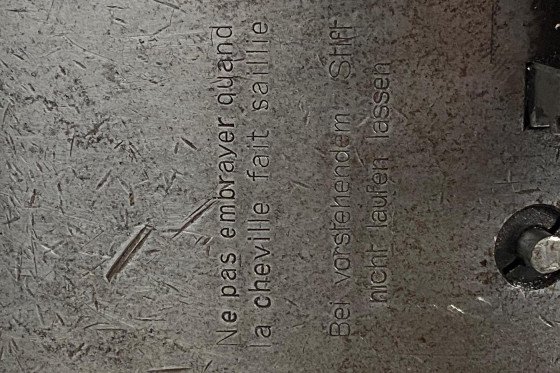 Ne pas embrayer quand
la cheville fait saillie
Bei vorstehendem Stift
nicht laufen lassen